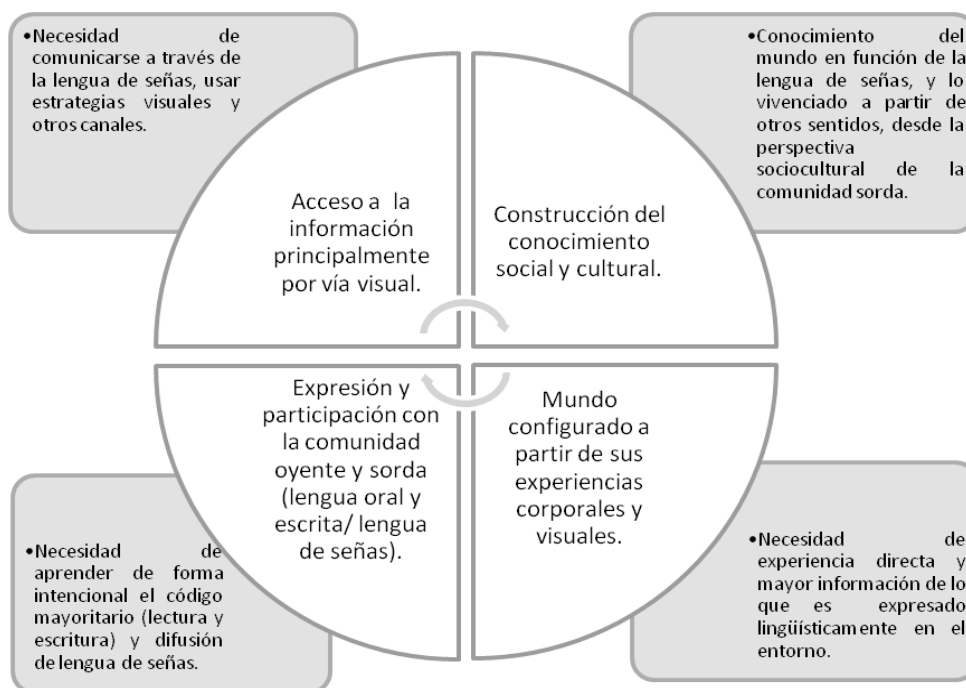 •Necesidad de
comunicarse a través de
la lengua de señas, usar
estrategias visuales y
otros canales.
•Conocimiento del
mundo en función de la
lengua de señas, y lo
vivenciado a partir de
otros sentidos, desde la
perspectiva
sociocultural de la
comunidad sorda.
Acceso a la
información
principalmente
por vía visual.
Construcción del
conocimiento
social y cultural.
Expresión y
participación con
la comunidad
oyente y sorda
(lengua oral y
escrita/ lengua
de señas).
Mundo
configurado a
partir de sus
experiencias
corporales y
visuales.
•Necesidad de
aprender de forma
intencional el código
mayoritario (lectura y
escritura) y difusión
de lengua de señas.
•Necesidad de
experiencia directa y
mayor información de lo
que es expresado
lingüísticamente en el
entorno.